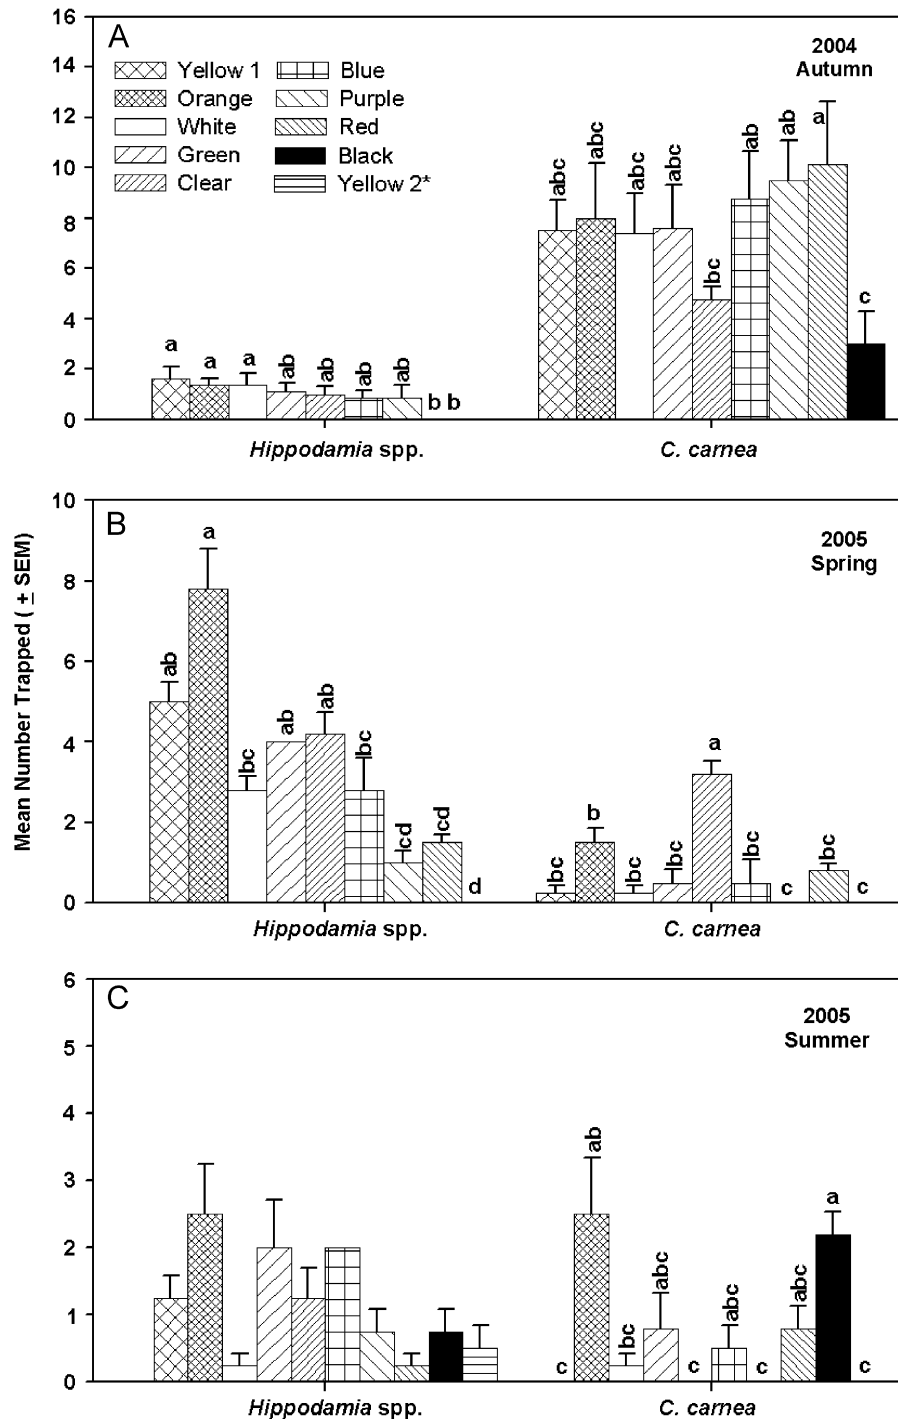 A
2004
Autumn
Yellow 1
Blue
Orange
Purple
White
Red
Green
Black
Clear
Yellow 2*
16
14
12
10
8
6
4
2
0
a
a
a
ab
ab
ab
ab
b b
abc
abc
abc
abc
bc
ab
ab
a
c
Hippodamia spp.
C. carnea
Mean Number Trapped ( ± SEM)
B
2005
Spring
10
8
6
4
2
0
ab
a
bc
ab
ab
bc
cd
cd
d
bc
b
bc
bc
a
bc
c
bc
c
Hippodamia spp.
C. carnea
C
2005
Summer
6
5
4
3
2
1
0
c
ab
bc
abc
c
abc
c
abc
a
c
Hippodamia spp.
C. carnea